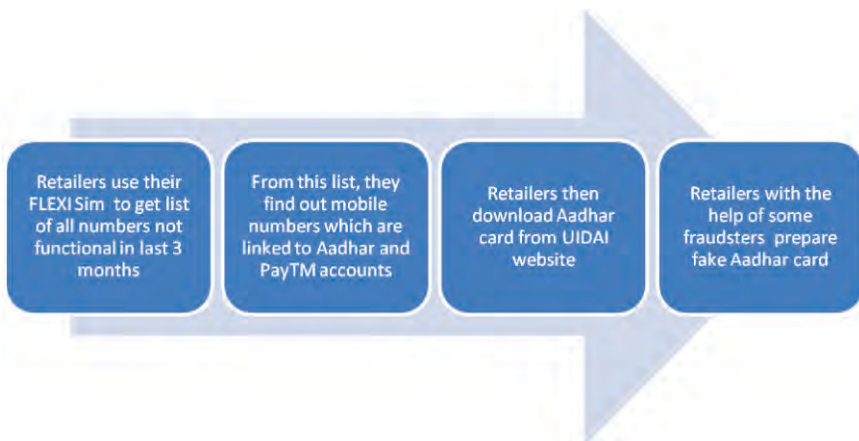 Retailers use their
FLEXI Sim to get list
of all numbers not
functional in last 3
months
From this list, they
find out mobile
numbers which are
linked to Aadhar and
PayTM accounts
Retailers then
download Aadhar
card from UIDAI
website
Retailers with the
help of some
fraudsters prepare
fake Aadhar card